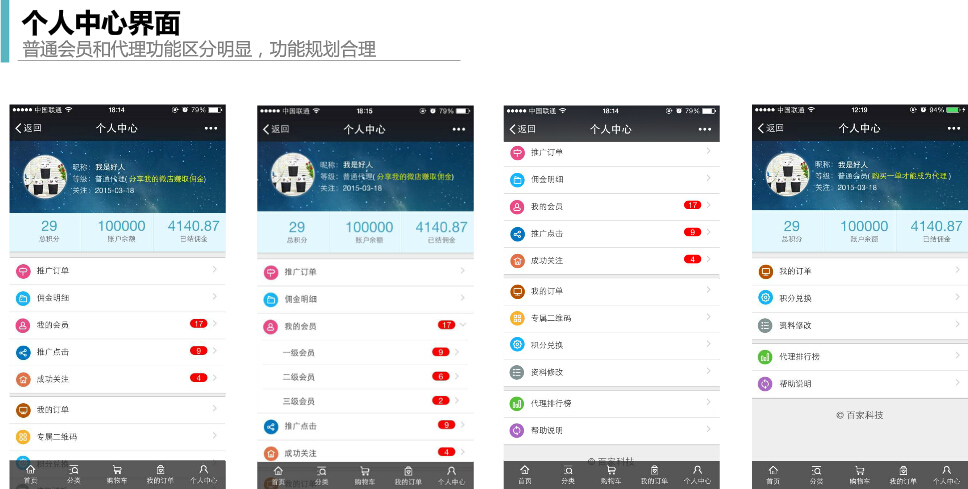 个人中心界面
普通会员和代理功能区分明显，功能规划合理
中国联通 18:14 79%
返回 个人中心
昵称： 我是好人
等级： 普通代理( 分享我的微店赚取佣金)
关注： 2015-03-18
29 100000 4140.87
总积分 账户余额 已结佣金
推广订单
佣金明细
我的会员 17
推广点击 9
成功关注 4
我的订单
专属二维码
积分兑换
首页 分类 购物车 我的订单 个人中心
中国联通 18:15 79%
返回 个人中心
昵称： 我是好人
等级： 普通代理( 分享我的微店赚取佣金)
关注： 2015-03-18
29 100000 4140.87
总积分 账户余额 已结佣金
推广订单
佣金明细
我的会员 17
一级会员 9
二级会员 6
三级会员 2
推广点击 9
成功关注 4
我的订单
首页 分类 购物车 我的订单 个人中心
中国联通 18:14 79%
返回 个人中心
推广订单
佣金明细
我的会员 17
推广点击 9
成功关注 4
我的订单
专属二维码
积分兑换
资料修改
代理排行榜
帮助说明
© 百家科技
首页 分类 购物车 我的订单 个人中心
中国联通 12:19 94%
返回 个人中心
昵称： 我是好人
等级： 普通会员( 购买一单才能成为代理 )
关注： 2015-03-18
29 100000 4140.87
总积分 账户余额 已结佣金
我的订单
积分兑换
资料修改
代理排行榜
帮助说明
© 百家科技
首页 分类 购物车 我的订单 个人中心